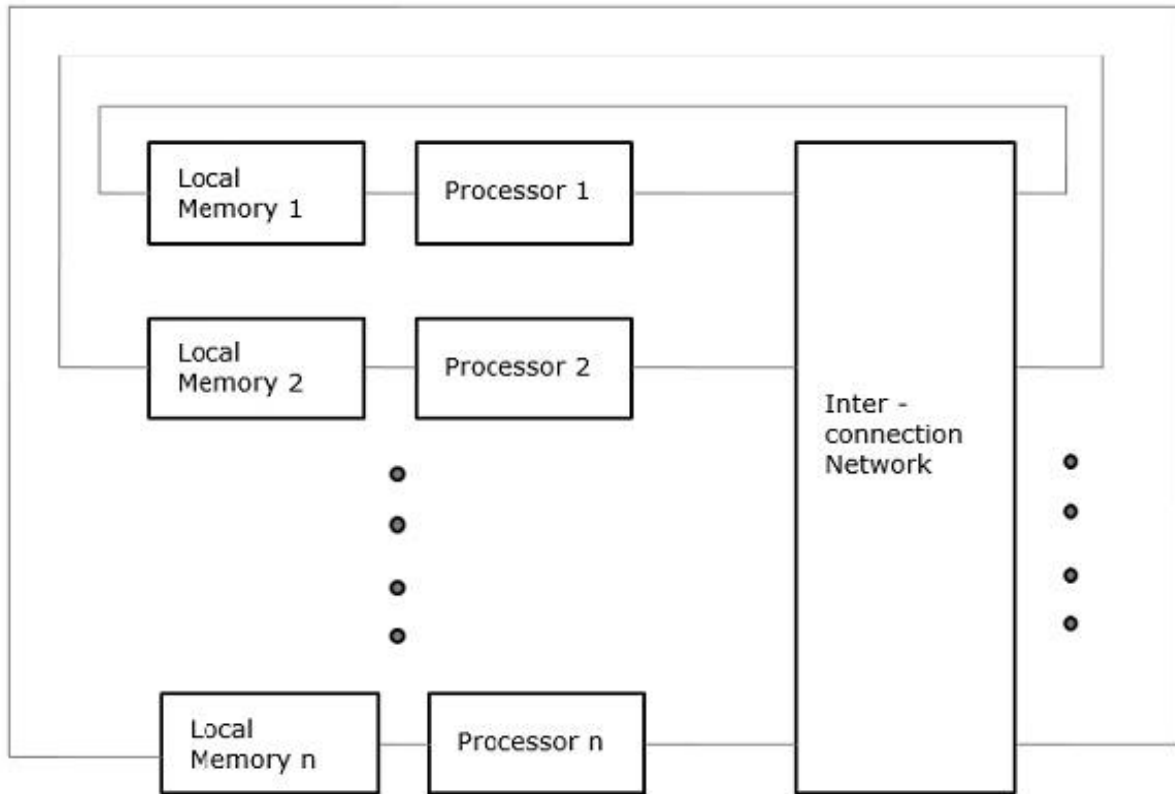 Local
Memory 1
Processor 1
Local
Memory 2
Processor 2
Inter -
connection
Network
Local
Memory n
Processor n